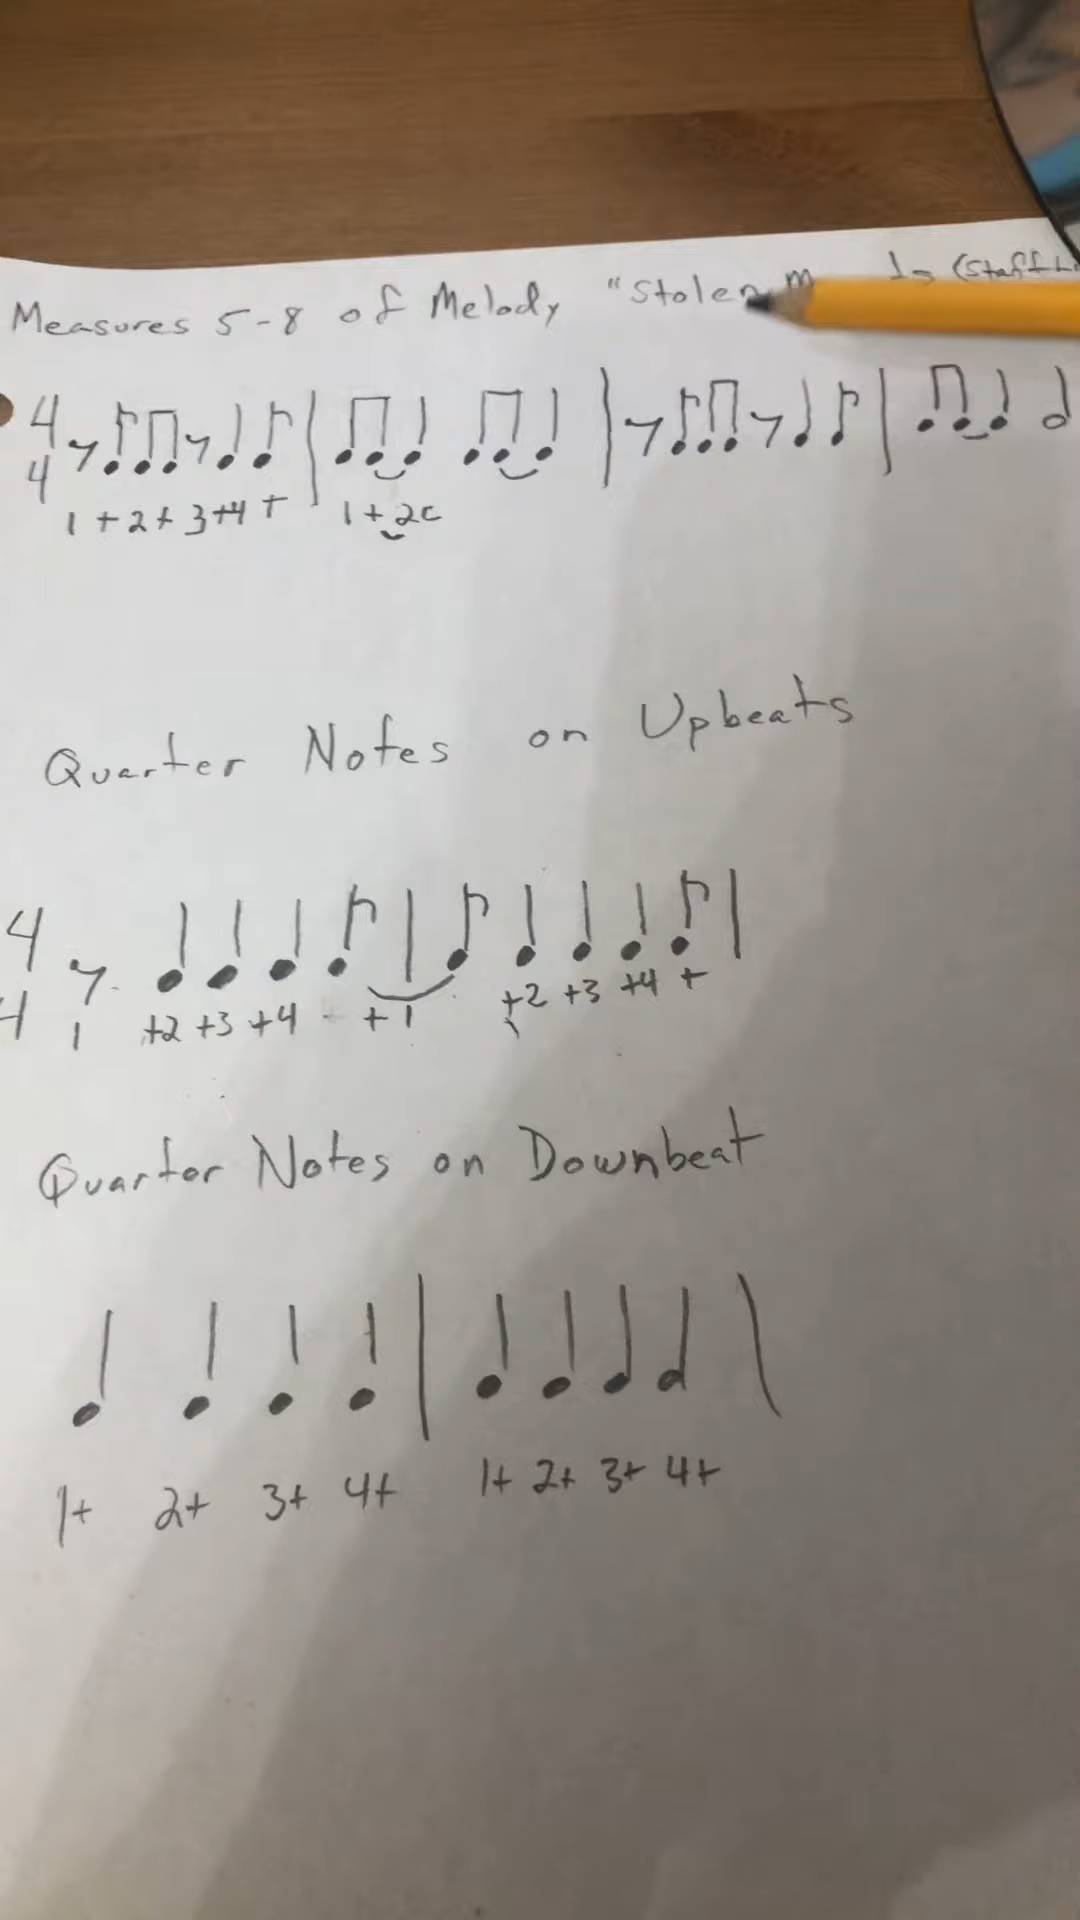 Measures 5-8 of Melody "Stolen (Staff
4
4
1 + 2 + 3 +4 + 1 + 2
Quarter Notes on Upbeats
4
4
1 +2 +3 +4 +1 +2 +3 +4 +
Quarter Notes on Downbeat
1+ 2+ 3+ 4+ 1+ 2+ 3+ 4+